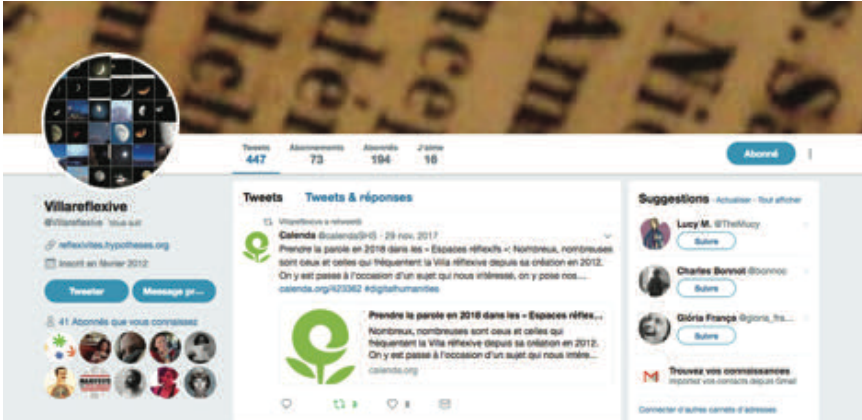 Tweets Abonnements Abonnés J'aime
447 73 194 16
Abonné
Villareflexive
@Villareflexive Vous suit
reflexivites.hypotheses.org
Inscrit en février 2012
Tweeter Message pr...
41 Abonnés que vous connaissez
Tweets Tweets & réponses
Villareflexive a retweeté
Calenda @calendaSHS - 29 nov. 2017
Prendre la parole en 2018 dans les « Espaces réflexifs »: Nombreux, nombreuses
sont ceux et celles qui fréquentent la Villa réflexive depuis sa création en 2012.
On y est passé à l'occasion d'un sujet qui nous intéressé, on y pose nos...
calenda.org/423362 #digitalhumanities
Prendre la parole en 2018 dans les « Espaces réflex...
Nombreux, nombreuses sont ceux et celles qui
fréquentent la Villa réflexive depuis sa création en 2012.
On y est passé à l'occasion d'un sujet qui nous intére...
calenda.org
3 8
Suggestions · Actualiser · Tout afficher
Lucy M. @TheMucy
Suivre
Charles Bonnot @bonnoc
Suivre
Glória França @gloria_fra...
Suivre
Trouvez vos connaissances
Importez vos contacts depuis Gmail
Connecter d'autres carnets d'adresses